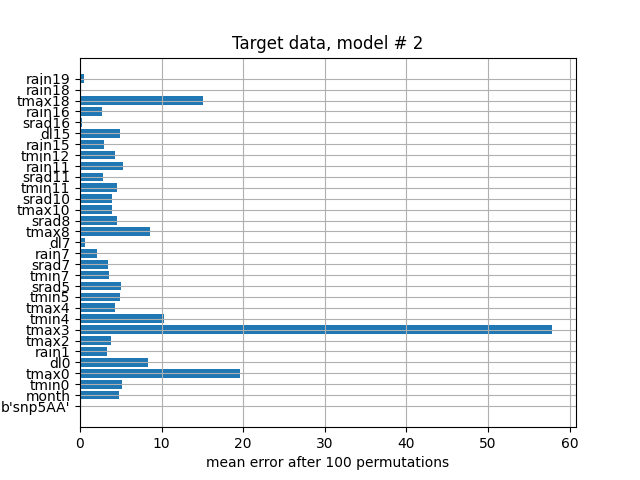 Target data, model # 2
rain19
rain18
tmax18
rain16
srad16
dl15
rain15
tmin12
rain11
srad11
tmin11
srad10
tmax10
srad8
tmax8
dl7
rain7
srad7
tmin7
srad5
tmin5
tmax4
tmin4
tmax3
tmax2
rain1
dl0
tmax0
tmin0
month
b'snp5AA'
0 10 20 30 40 50 60
mean error after 100 permutations